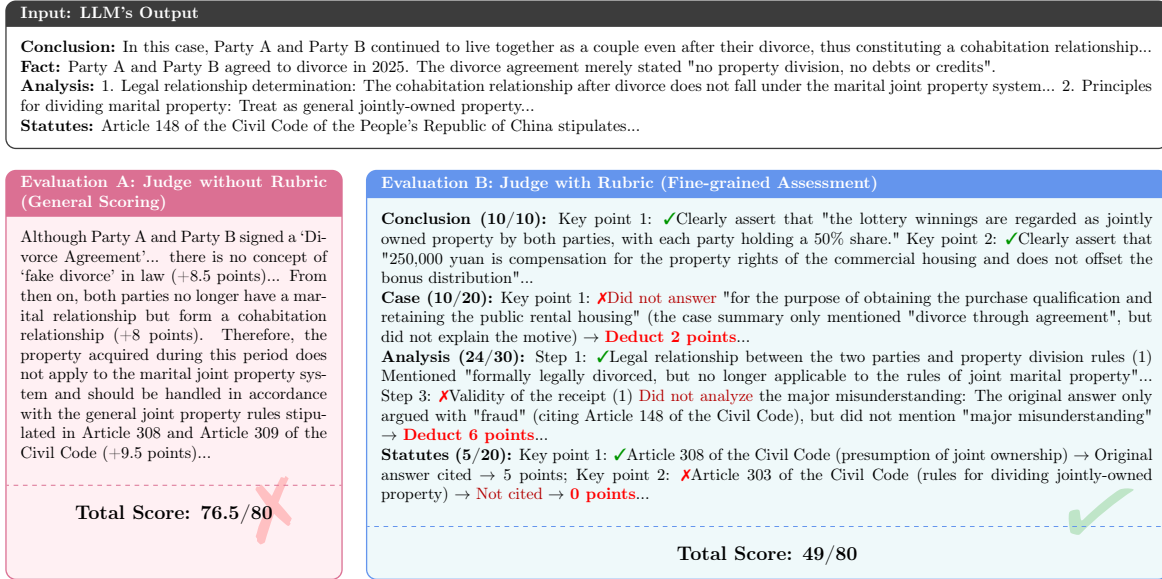 Input: LLM's Output
Conclusion: In this case, Party A and Party B continued to live together as a couple even after their divorce, thus constituting a cohabitation relationship...
Fact: Party A and Party B agreed to divorce in 2025. The divorce agreement merely stated "no property division, no debts or credits".
Analysis: 1. Legal relationship determination: The cohabitation relationship after divorce does not fall under the marital joint property system... 2. Principles
for dividing marital property: Treat as general jointly-owned property...
Statutes: Article 148 of the Civil Code of the People's Republic of China stipulates...
Evaluation A: Judge without Rubric
(General Scoring)
Although Party A and Party B signed a ‘Di-
vorce Agreement’... there is no concept of
‘fake divorce’ in law (+8.5 points)... From
then on, both parties no longer have a mar-
ital relationship but form a cohabitation
relationship (+8 points). Therefore, the
property acquired during this period does
not apply to the marital joint property sys-
tem and should be handled in accordance
with the general joint property rules stipu-
lated in Article 308 and Article 309 of the
Civil Code (+9.5 points)...
Total Score: 76.5/80
Evaluation B: Judge with Rubric (Fine-grained Assessment)
Conclusion (10/10): Key point 1: ✓Clearly assert that "the lottery winnings are regarded as jointly
owned property by both parties, with each party holding a 50% share." Key point 2: ✓Clearly assert that
"250,000 yuan is compensation for the property rights of the commercial housing and does not offset the
bonus distribution"...
Case (10/20): Key point 1: ✗Did not answer "for the purpose of obtaining the purchase qualification and
retaining the public rental housing" (the case summary only mentioned "divorce through agreement", but
did not explain the motive) → Deduct 2 points...
Analysis (24/30): Step 1: ✓Legal relationship between the two parties and property division rules (1)
Mentioned "formally legally divorced, but no longer applicable to the rules of joint marital property"...
Step 3: ✗Validity of the receipt (1) Did not analyze the major misunderstanding: The original answer only
argued with "fraud" (citing Article 148 of the Civil Code), but did not mention "major misunderstanding"
→ Deduct 6 points...
Statutes (5/20): Key point 1: ✓Article 308 of the Civil Code (presumption of joint ownership) → Original
answer cited → 5 points; Key point 2: ✗Article 303 of the Civil Code (rules for dividing jointly-owned
property) → Not cited → 0 points...
Total Score: 49/80